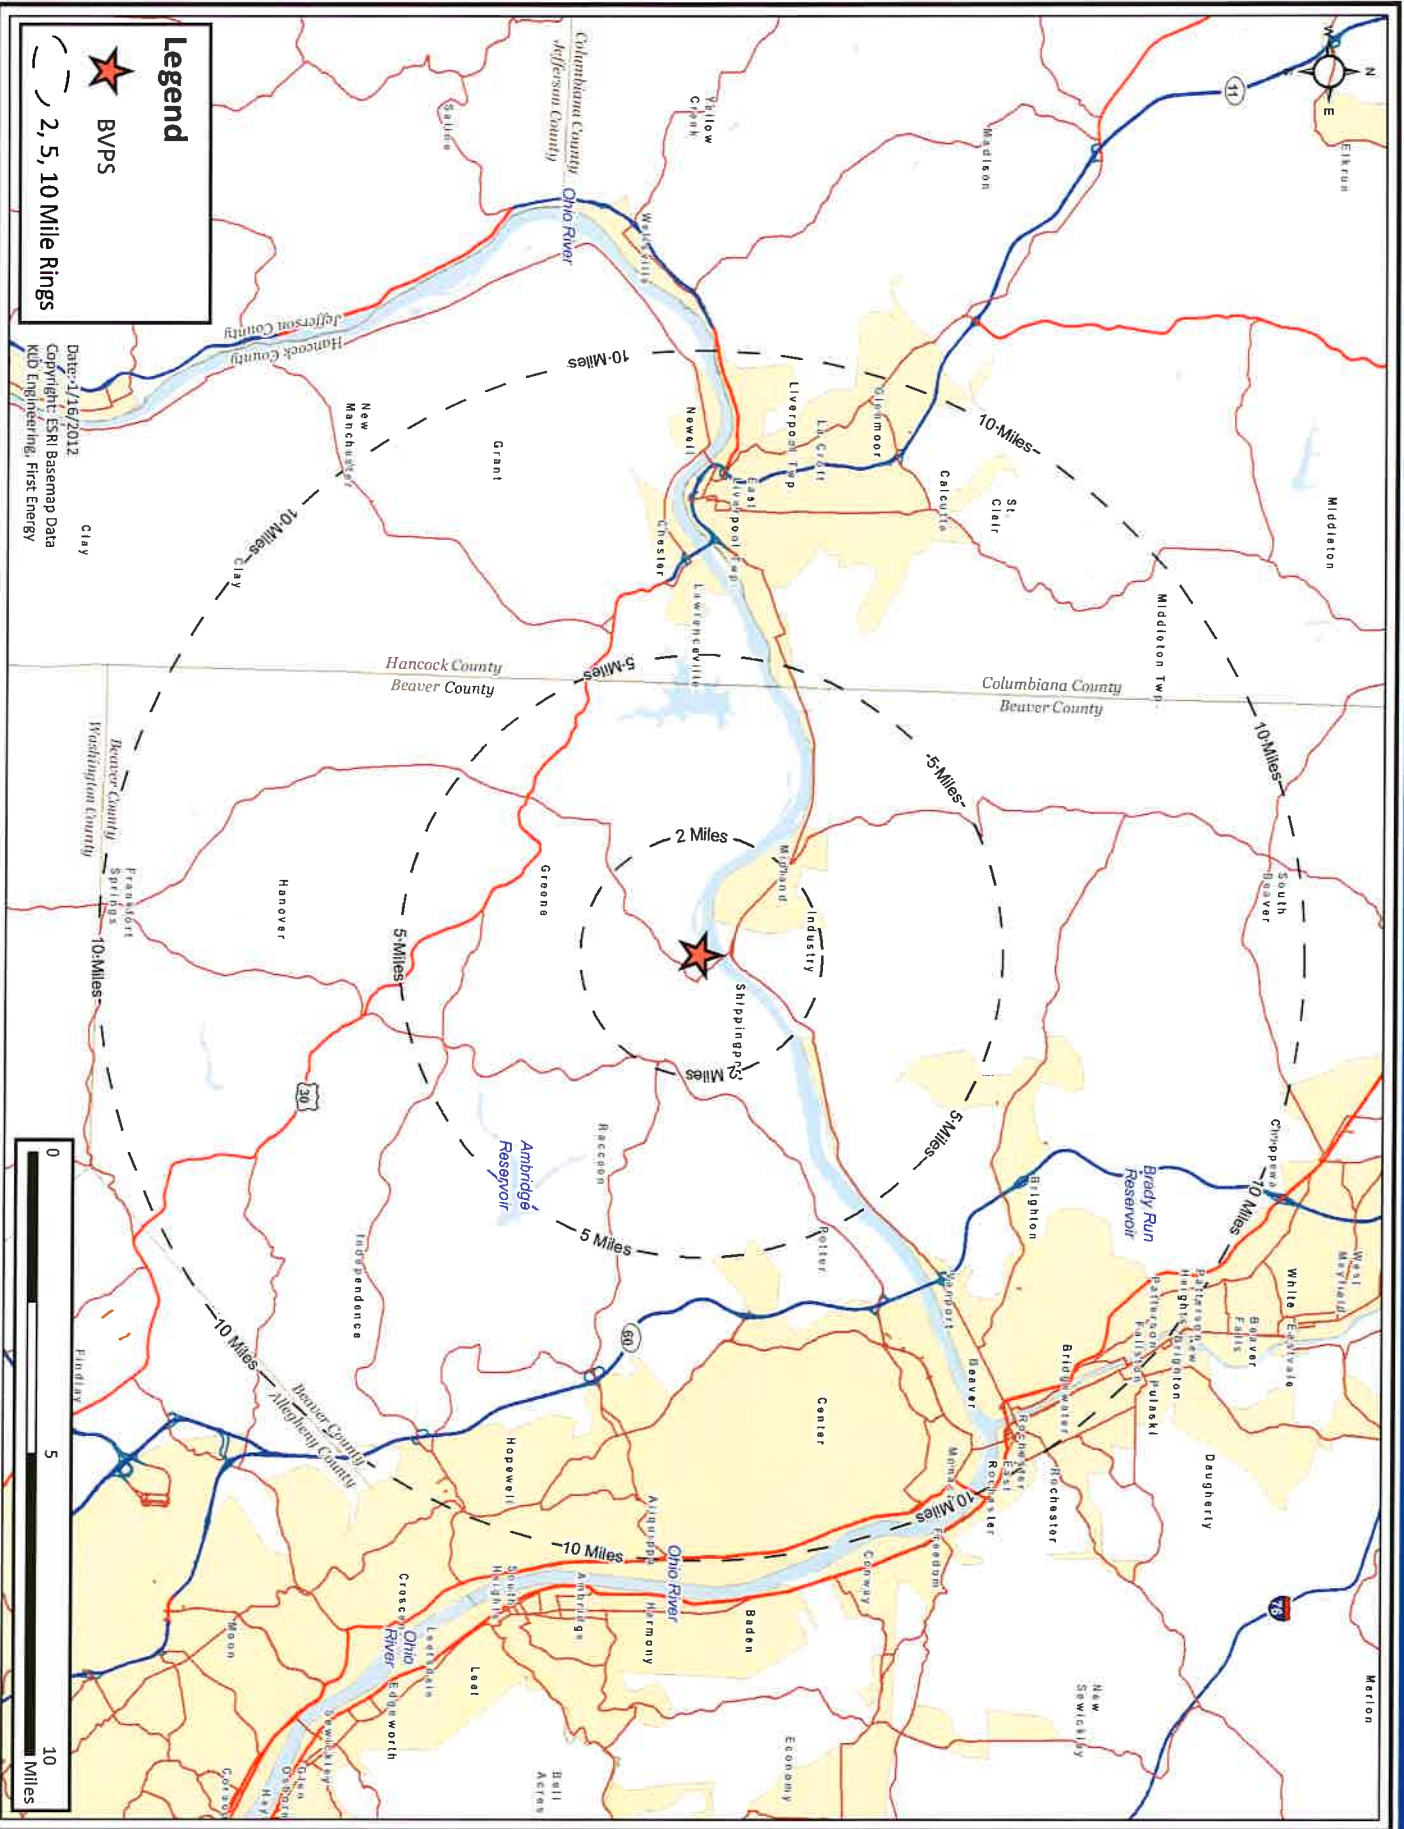 Legend
BVPS
2, 5, 10 Mile Rings
N
W
E
S
Elkrun
11
Madison
Yellow
Creek
Saline
Columbiana County
Jefferson County
Ohio River
Wellsville
Jefferson County
Hancock County
Date: 1/16/2012
Copyright: ESRI Basemap Data
KLD Engineering, First Energy
Middleton
10 Miles
Glenmoor
La Croft
Liverpool Twp.
Calcutta
St.
Clair
East
Liverpool Twp.
Newell
10 Miles
Grant
New
Manchester
Chester
Lawrenceville
10 Miles
Clay
Clay
Middleton Twp.
Columbiana County
Beaver County
Hancock County
Beaver County
5 Miles
10 Miles
5 Miles
Beaver County
Washington County
South
Beaver
Midland
Industry
2 Miles
Greene
Hanover
Frankfort
Springs
5 Miles
10 Miles
Shippingport
2 Miles
30
5 Miles
Chippewa
10 Miles
Brady Run
Reservoir
Brighton
Raccoon
Ambridge
Reservoir
5 Miles
Potter
Vanport
Independence
60
10 Miles
Findlay
West
Mayfield
White
Eastvale
Beaver
Falls
Patterson
Heights
New
Brighton
Patterson
Fallston
Pulaski
Bridgewater
Beaver
Center
Daugherty
Rochester
Rochester
East
Rochester
Monaca
10 Miles
Freedom
Conway
Hopewell
Aliquippa
10 Miles
Ohio River
Beaver County
Allegheny County
South
Heights
Ambridge
Harmony
Baden
Crescent
Ohio
River
Leetsdale
Leet
Edgeworth
Moon
Sewickley
Glen
Osborn
Bell
Acres
Economy
New
Sewickley
76
Marion
0
5
10
Miles